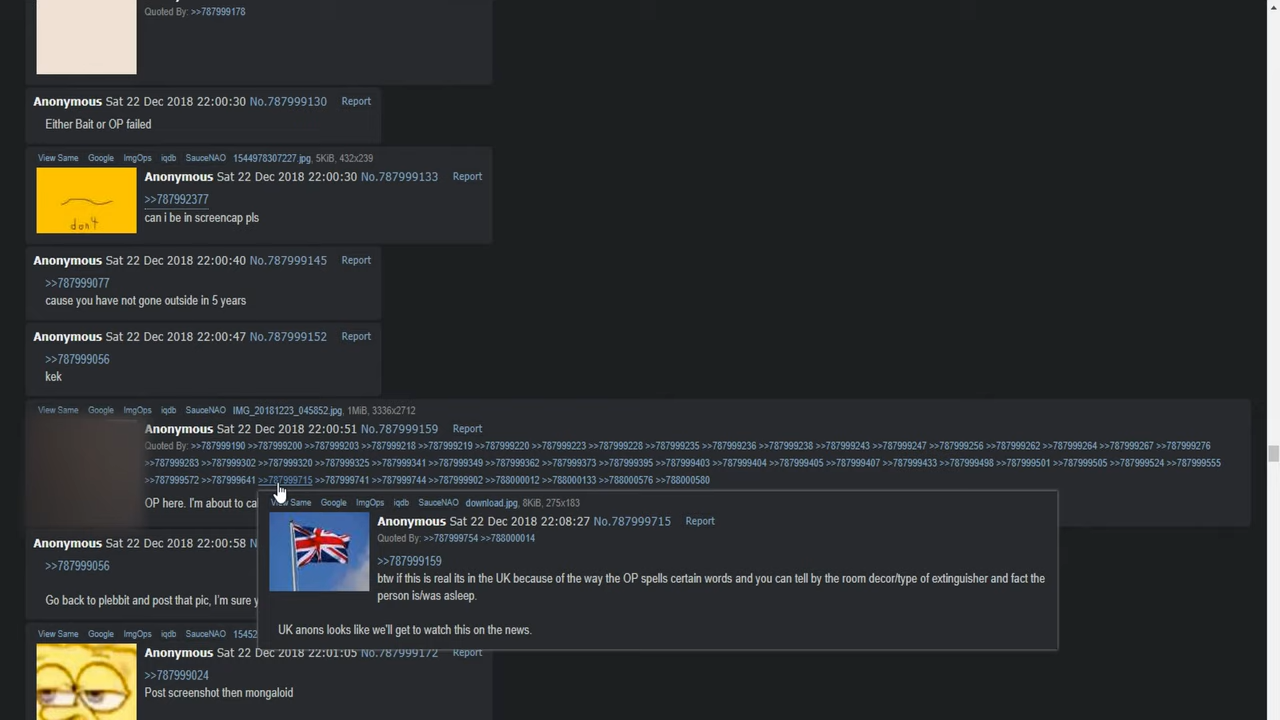 Quoted By: >>787999178
Anonymous Sat 22 Dec 2018 22:00:30 No.787999130 Report
Either Bait or OP failed
View Same Google ImgOps iqdb SauceNAO 1544978307227.jpg, 5KiB, 432x239
Anonymous Sat 22 Dec 2018 22:00:30 No.787999133 Report
>>787992377
can i be in screencap pls
don't
Anonymous Sat 22 Dec 2018 22:00:40 No.787999145 Report
>>787999077
cause you have not gone outside in 5 years
Anonymous Sat 22 Dec 2018 22:00:47 No.787999152 Report
>>787999056
kek
View Same Google ImgOps iqdb SauceNAO IMG_20181223_045852.jpg, 1MiB, 3336x2712
Anonymous Sat 22 Dec 2018 22:00:51 No.787999159 Report
Quoted By: >>787999190 >>787999200 >>787999203 >>787999218 >>787999219 >>787999220 >>787999223 >>787999228 >>787999235 >>787999236 >>787999238 >>787999243 >>787999247 >>787999256 >>787999262 >>787999264 >>787999267 >>787999276
>>787999283 >>787999302 >>787999320 >>787999325 >>787999341 >>787999349 >>787999362 >>787999373 >>787999395 >>787999403 >>787999404 >>787999405 >>787999407 >>787999433 >>787999498 >>787999501 >>787999505 >>787999524 >>787999555
>>787999572 >>787999641 >>787999715 >>787999741 >>787999744 >>787999902 >>788000012 >>788000133 >>788000576 >>788000580
OP here. I'm about to ca
View Same Google ImgOps iqdb SauceNAO download.jpg, 8KiB, 275x183
Anonymous Sat 22 Dec 2018 22:08:27 No.787999715 Report
Quoted By: >>787999754 >>788000014
>>787999159
btw if this is real its in the UK because of the way the OP spells certain words and you can tell by the room decor/type of extinguisher and fact the
person is/was asleep.
UK anons looks like we'll get to watch this on the news.
Anonymous Sat 22 Dec 2018 22:00:58
>>787999056
Go back to plebbit and post that pic, I'm sure y
View Same Google ImgOps iqdb SauceNAO 15452
Anonymous Sat 22 Dec 2018 22:01:05 No.787999172 Report
>>787999024
Post screenshot then mongaloid